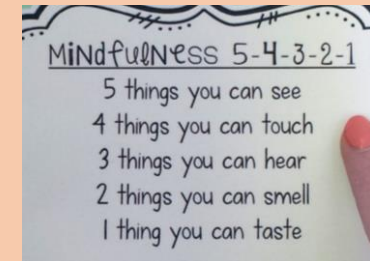 MiNdfulNess 5-4-3-2-1
5 things you can see
4 things you can touch
3 things you can hear
2 things you can smell
1 thing you can taste